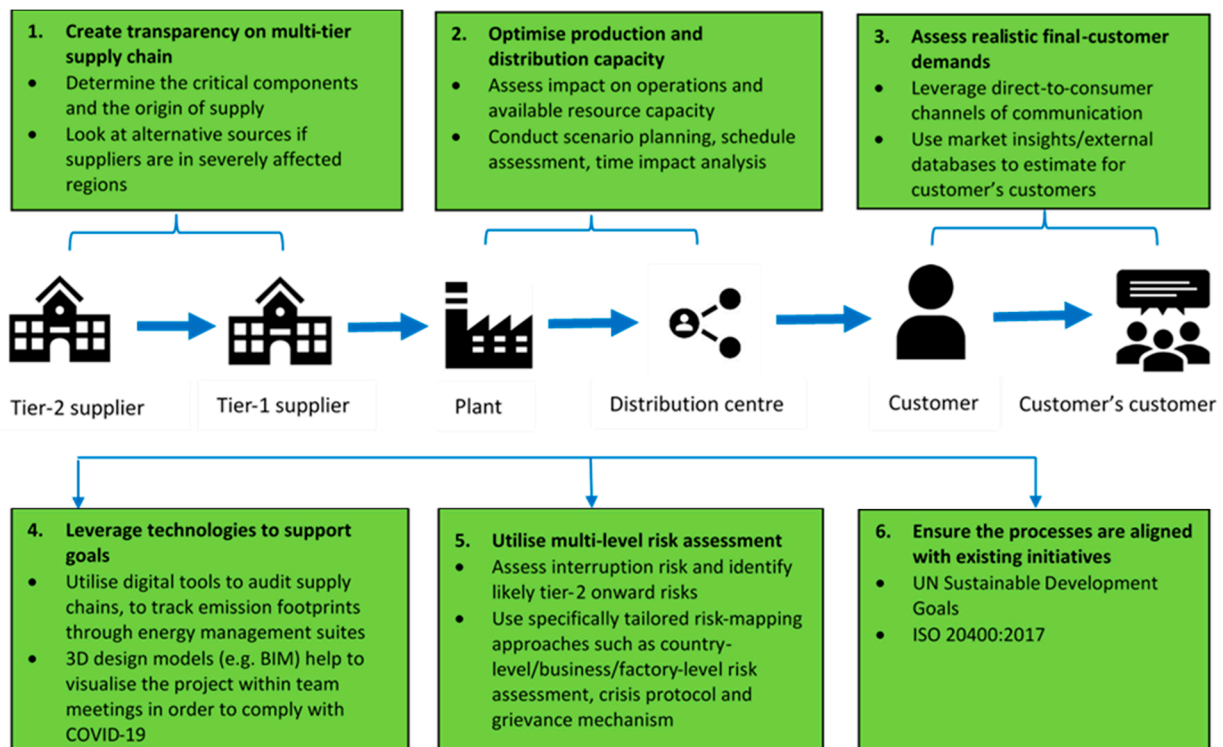 1. Create transparency on multi-tier
supply chain
• Determine the critical components
and the origin of supply
• Look at alternative sources if
suppliers are in severely affected
regions
2. Optimise production and
distribution capacity
• Assess impact on operations and
available resource capacity
• Conduct scenario planning, schedule
assessment, time impact analysis
3. Assess realistic final-customer
demands
• Leverage direct-to-consumer
channels of communication
• Use market insights/external
databases to estimate for
customer's customers
Tier-2 supplier
Tier-1 supplier
Plant
Distribution centre
Customer
Customer's customer
4. Leverage technologies to support
goals
• Utilise digital tools to audit supply
chains, to track emission footprints
through energy management suites
• 3D design models (e.g. BIM) help to
visualise the project within team
meetings in order to comply with
COVID-19
5. Utilise multi-level risk assessment
• Assess interruption risk and identify
likely tier-2 onward risks
• Use specifically tailored risk-mapping
approaches such as country-
level/business/factory-level risk
assessment, crisis protocol and
grievance mechanism
6. Ensure the processes are aligned
with existing initiatives
• UN Sustainable Development
Goals
• ISO 20400:2017